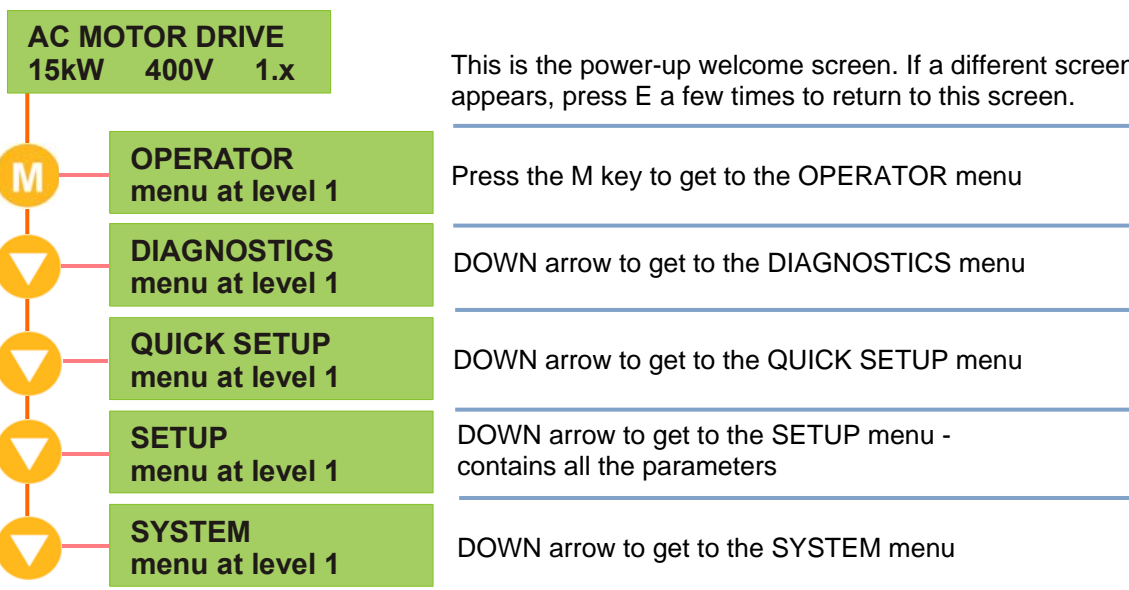 AC MOTOR DRIVE
15kW 400V 1.x
This is the power-up welcome screen. If a different screen
appears, press E a few times to return to this screen.
M
OPERATOR
menu at level 1
Press the M key to get to the OPERATOR menu
DIAGNOSTICS
menu at level 1
DOWN arrow to get to the DIAGNOSTICS menu
QUICK SETUP
menu at level 1
DOWN arrow to get to the QUICK SETUP menu
SETUP
menu at level 1
DOWN arrow to get to the SETUP menu -
contains all the parameters
SYSTEM
menu at level 1
DOWN arrow to get to the SYSTEM menu